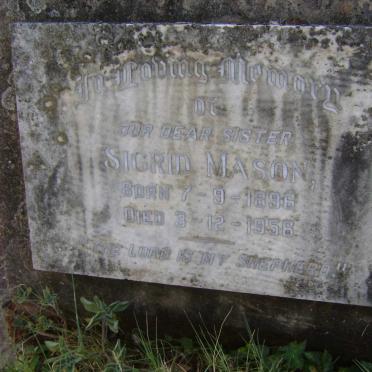 In Loving Memory
OF
OUR DEAR SISTER
SIGRID MASON,
BORN 7-9-1896
DIED 3-12-1958
"THE LORD IS MY SHEPHERD"